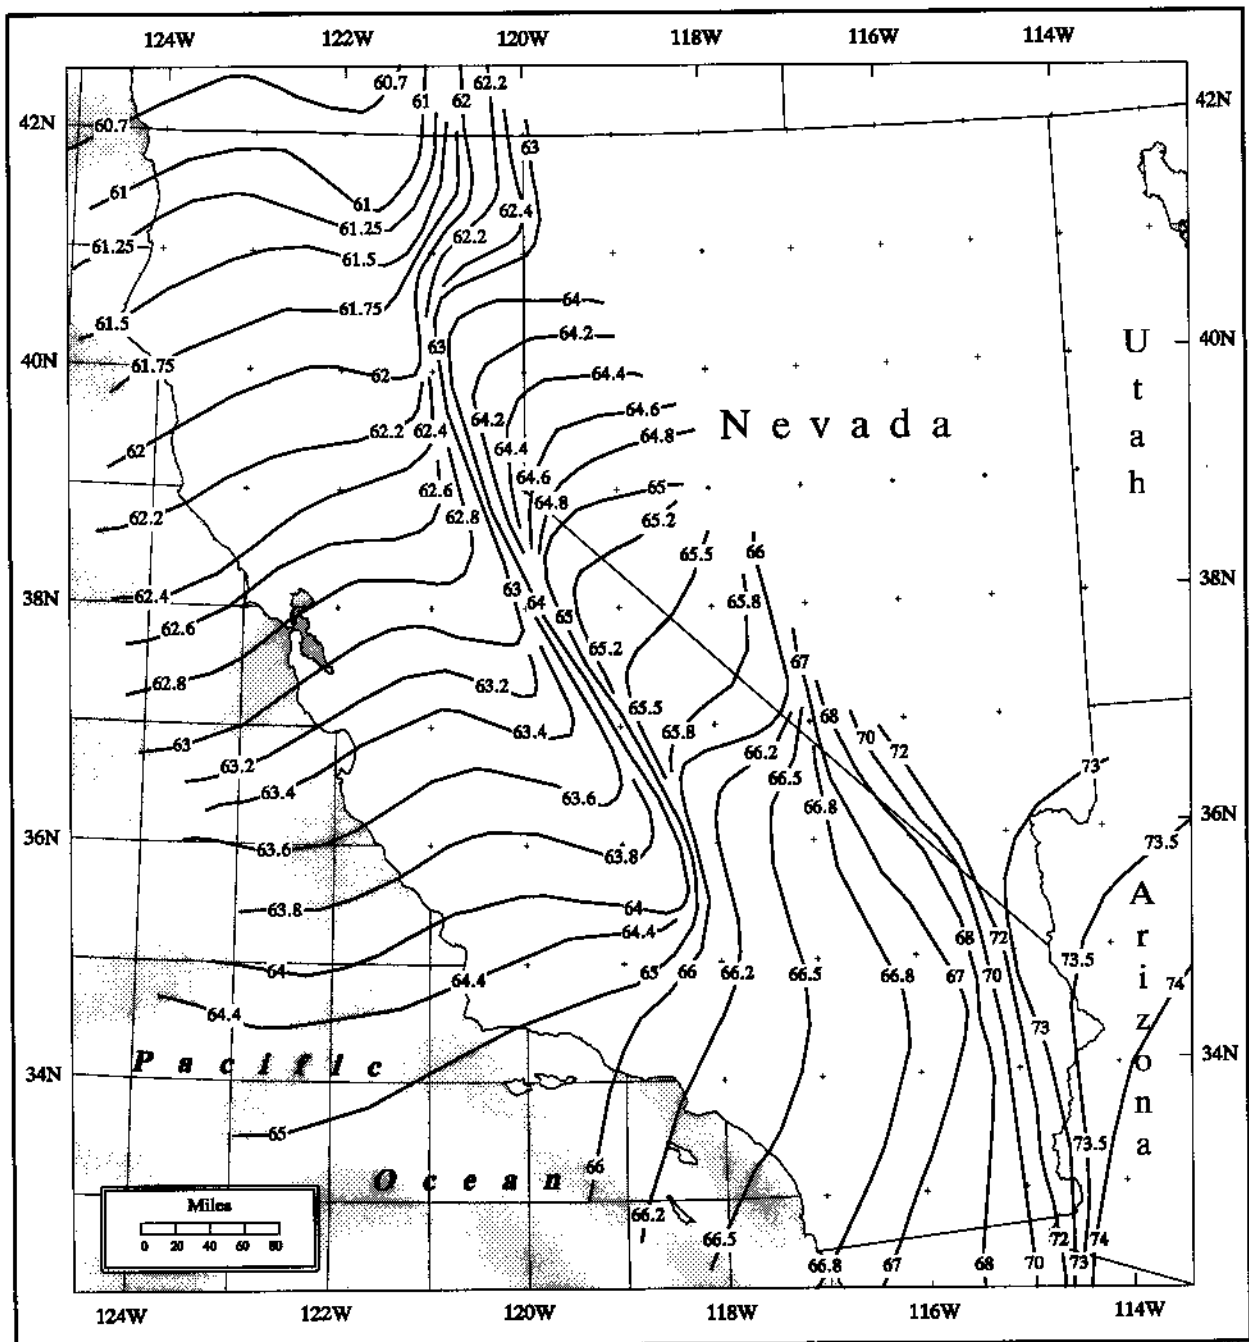 124W 122W 120W 118W 116W 114W
60.7 61 62 62.2
42N 60.7 63 42N
61 61 62.4
61.25 61.25 62.2
61.5 61.5
61.75 61.75 64
40N 63 64.2 40N
62 64.4
62.2 62.4 64.2 64.6
Nevada
Utah
62 64.4 64.8
62.2 62.6 64.6 64.8 65
62.8 65.2
65.5 66
38N 62.4 63 64 65 65.8 38N
62.6 65.2
62.8 63.2 65.5 67
63 63.4 65.8 68 70 72
63.2 66.2 66.5 73
63.4 63.6 66.8
36N 63.6 63.8 73.5 36N
63.8 64
Arizona
64.4 68 72
64 64.4 65 66 66.2 66.5 66.8 67 70 73.5 74
64.4 73
34N Pacific 34N
65
73.5
Ocean 66
66.2
66.5 72 74
66.8 67 68 70 73
Miles
0 20 40 60 80
124W 122W 120W 118W 116W 114W